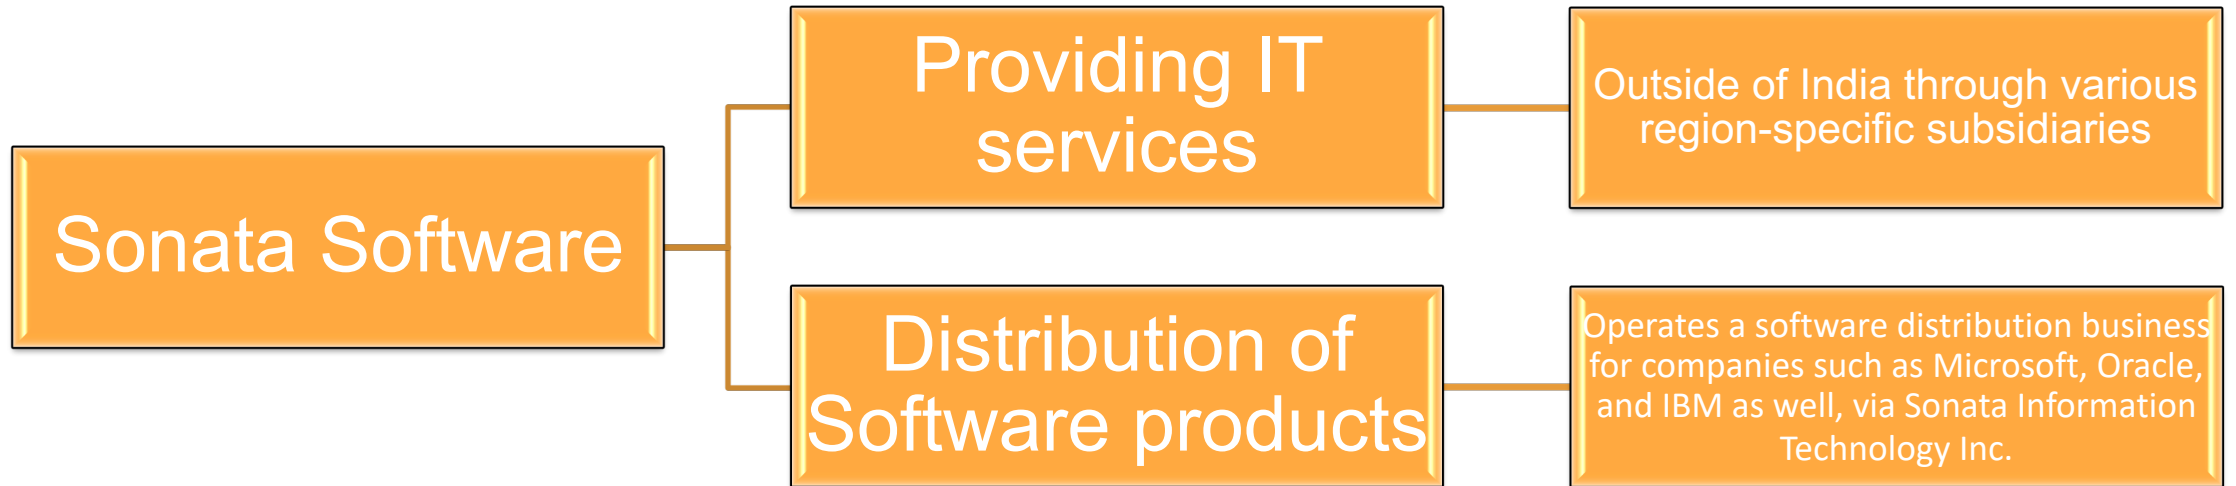 Sonata Software
Providing IT
services
Outside of India through various
region-specific subsidiaries
Distribution of
Software products
Operates a software distribution business
for companies such as Microsoft, Oracle,
and IBM as well, via Sonata Information
Technology Inc.